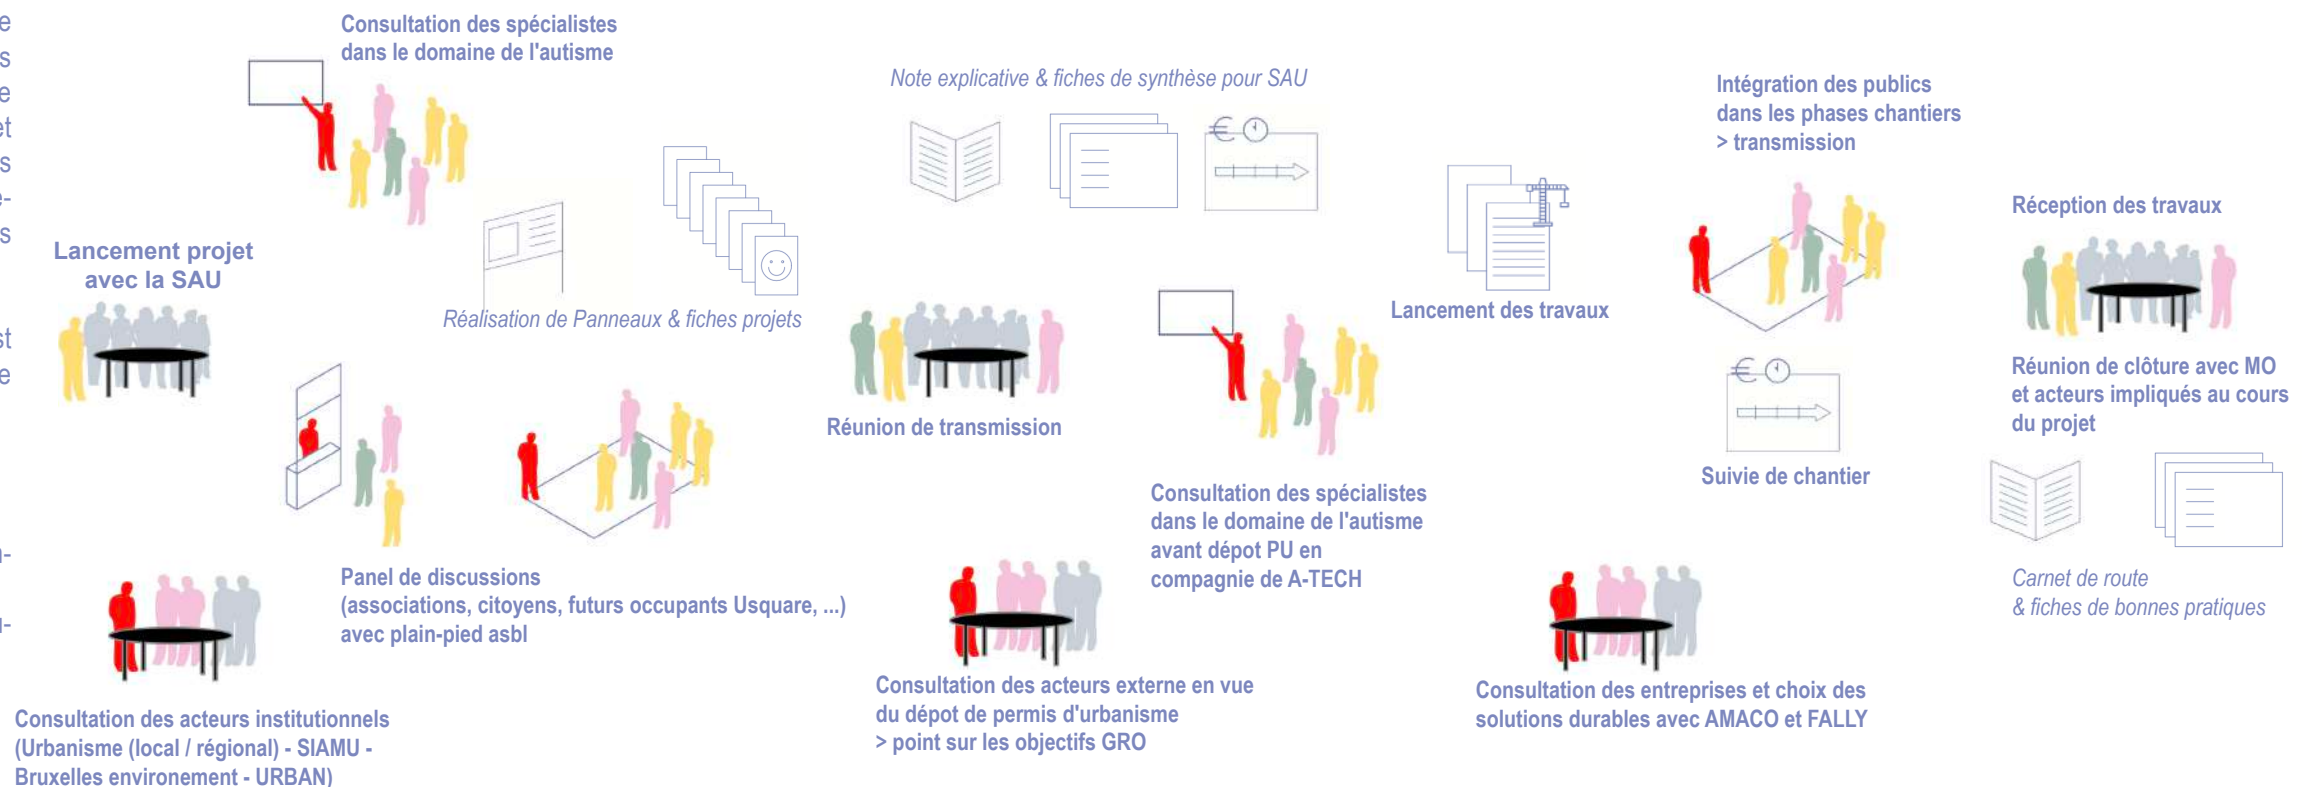 Lancement projet
avec la SAU
Consultation des acteurs institutionnels
(Urbanisme (local / régional) - SIAMU -
Bruxelles environement - URBAN)
Consultation des spécialistes
dans le domaine de l'autisme
Réalisation de Panneaux & fiches projets
Panel de discussions
(associations, citoyens, futurs occupants Usquare, ...)
avec plain-pied asbl
Note explicative & fiches de synthèse pour SAU
€
Réunion de transmission
Consultation des acteurs externe en vue
du dépot de permis d'urbanisme
> point sur les objectifs GRO
Consultation des spécialistes
dans le domaine de l'autisme
avant dépot PU en
compagnie de A-TECH
Lancement des travaux
Consultation des entreprises et choix des
solutions durables avec AMACO et FALLY
Intégration des publics
dans les phases chantiers
> transmission
€
Suivie de chantier
Réception des travaux
Réunion de clôture avec MO
et acteurs impliqués au cours
du projet
Carnet de route
& fiches de bonnes pratiques